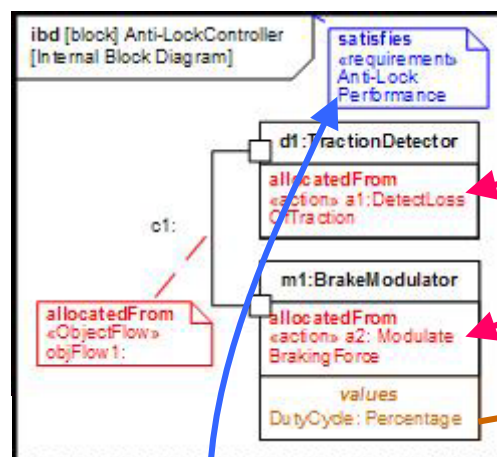 ibd [block] Anti-LockController
[Internal Block Diagram]
satisfies
«requirement»
Anti-Lock
Performance
d1:TractionDetector
allocatedFrom
«action» a1:DetectLoss
OfTraction
c1:
m1:BrakeModulator
allocatedFrom
«action» a2: Modulate
BrakingForce
allocatedFrom
«ObjectFlow»
objFlow1:
values
DutyCycle: Percentage